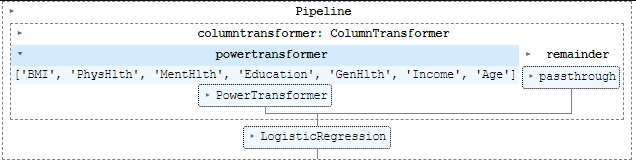 Pipeline
columntransformer: ColumnTransformer
powertransformer
remainder
['BMI', 'PhysHlth', 'MentHlth', 'Education', 'GenHlth', 'Income', 'Age']
passthrough
PowerTransformer
LogisticRegression